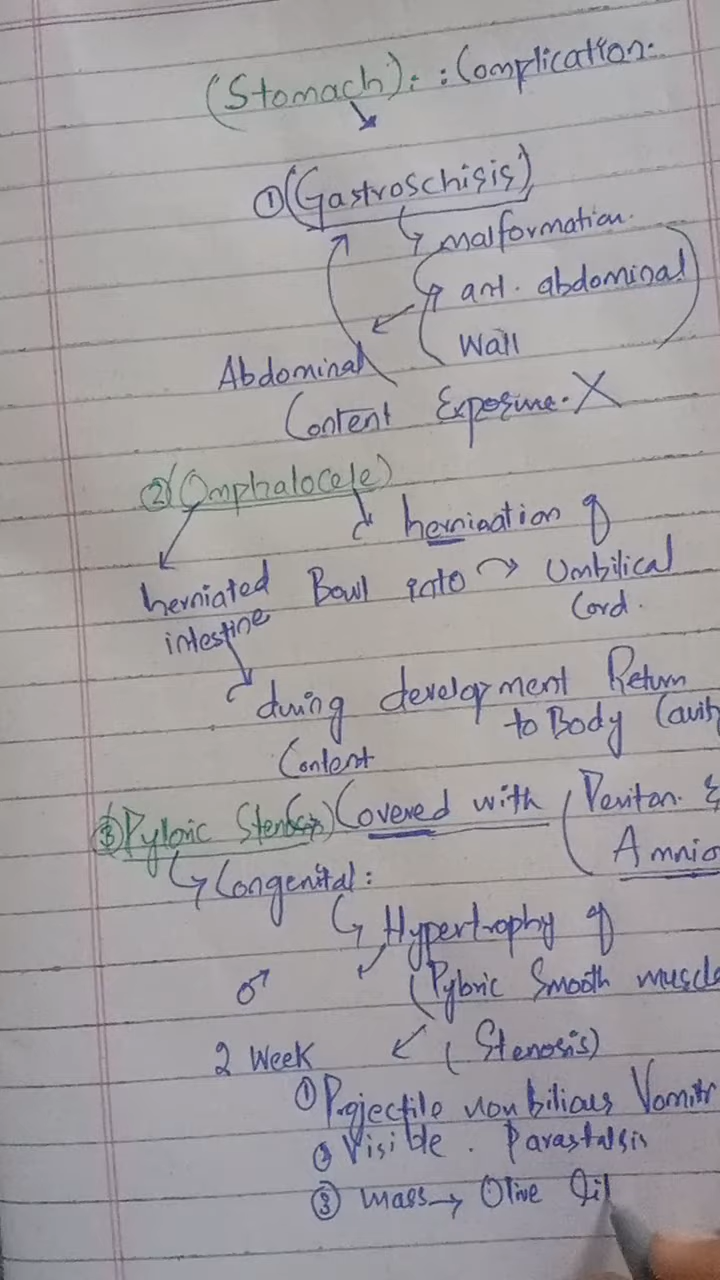 (Stomach): :Complication:
① (Gastroschisis)
malformation.
ant. abdominal
Wall
Abdominal
Content Exposure. X
② (Omphalocele)
herniation of
herniated Bowl into Umbilical
intestine Cord.
during development Return
to Body Cavity
Content
③ Pyloric Stenosis) Covered with (Periton. &
Amnio
Congenital:
Hypertrophy of
♂ (Pyloric Smooth muscle
2 Week (Stenosis)
① Projectile nonbilious Vomit
② Visible . Parastalsis
③ mass → Olive Oil